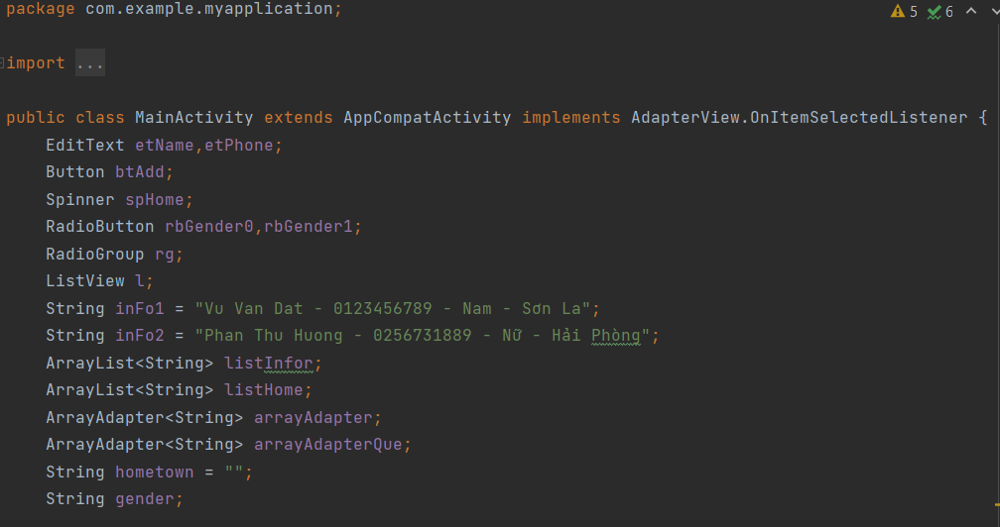 package com.example.myapplication;
5 6
import ...
public class MainActivity extends AppCompatActivity implements AdapterView.OnItemSelectedListener {
EditText etName,etPhone;
Button btAdd;
Spinner spHome;
RadioButton rbGender0,rbGender1;
RadioGroup rg;
ListView l;
String inFo1 = "Vu Van Dat - 0123456789 - Nam - Sơn La";
String inFo2 = "Phan Thu Huong - 0256731889 - Nữ - Hải Phòng";
ArrayList<String> listInfor;
ArrayList<String> listHome;
ArrayAdapter<String> arrayAdapter;
ArrayAdapter<String> arrayAdapterQue;
String hometown = "";
String gender;